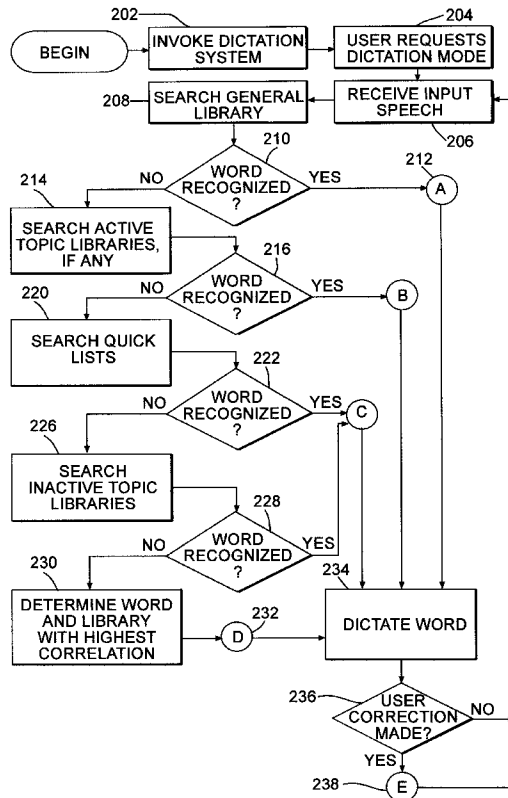 202
204
BEGIN
INVOKE DICTATION
SYSTEM
USER REQUESTS
DICTATION MODE
208
SEARCH GENERAL
LIBRARY
RECEIVE INPUT
SPEECH
206
210
212
214
NO
WORD
RECOGNIZED
?
YES
A
SEARCH ACTIVE
TOPIC LIBRARIES,
IF ANY
216
220
NO
WORD
RECOGNIZED
?
YES
B
SEARCH QUICK
LISTS
222
226
NO
WORD
RECOGNIZED
?
YES
C
SEARCH
INACTIVE TOPIC
LIBRARIES
228
230
NO
WORD
RECOGNIZED
?
YES
234
DETERMINE WORD
AND LIBRARY
WITH HIGHEST
CORRELATION
232
D
DICTATE WORD
236
USER
CORRECTION
MADE?
NO
YES
238
E